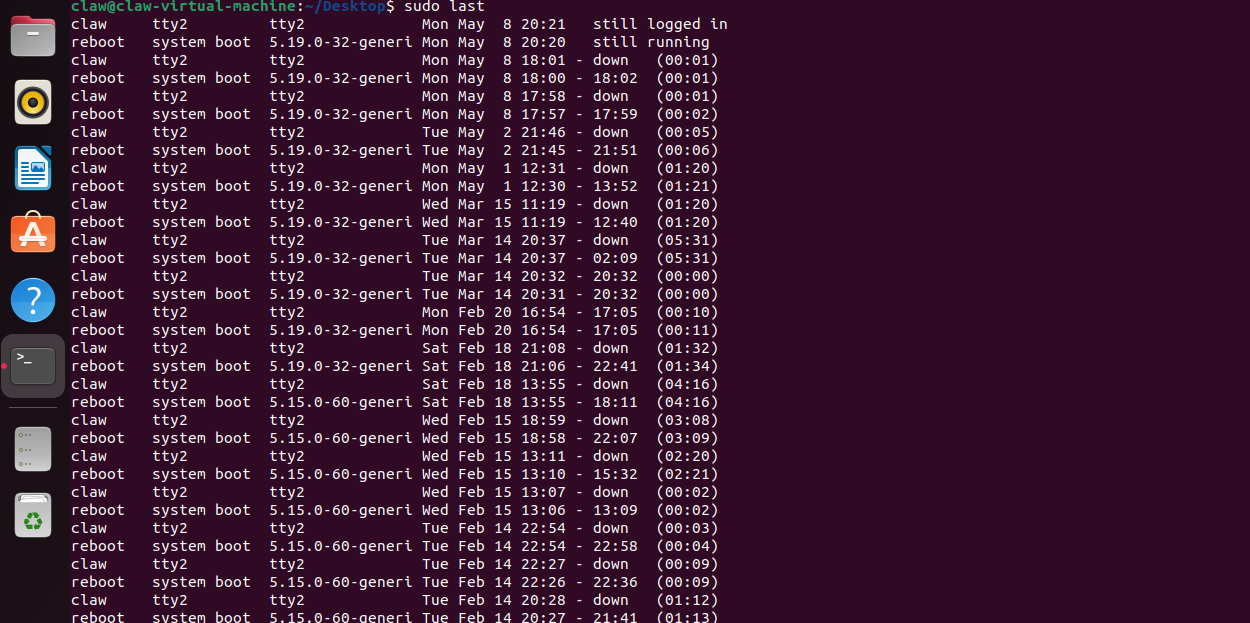 claw@claw-virtual-machine:~/Desktop$ sudo last
claw     tty2         tty2             Mon May  8 20:21   still logged in
reboot   system boot  5.19.0-32-generi Mon May  8 20:20   still running
claw     tty2         tty2             Mon May  8 18:01 - down   (00:01)
reboot   system boot  5.19.0-32-generi Mon May  8 18:00 - 18:02  (00:01)
claw     tty2         tty2             Mon May  8 17:58 - down   (00:01)
reboot   system boot  5.19.0-32-generi Mon May  8 17:57 - 17:59  (00:02)
claw     tty2         tty2             Tue May  2 21:46 - down   (00:05)
reboot   system boot  5.19.0-32-generi Tue May  2 21:45 - 21:51  (00:06)
claw     tty2         tty2             Mon May  1 12:31 - down   (01:20)
reboot   system boot  5.19.0-32-generi Mon May  1 12:30 - 13:52  (01:21)
claw     tty2         tty2             Wed Mar 15 11:19 - down   (01:20)
reboot   system boot  5.19.0-32-generi Wed Mar 15 11:19 - 12:40  (01:20)
claw     tty2         tty2             Tue Mar 14 20:37 - down   (05:31)
reboot   system boot  5.19.0-32-generi Tue Mar 14 20:37 - 02:09  (05:31)
claw     tty2         tty2             Tue Mar 14 20:32 - 20:32  (00:00)
reboot   system boot  5.19.0-32-generi Tue Mar 14 20:31 - 20:32  (00:00)
claw     tty2         tty2             Mon Feb 20 16:54 - 17:05  (00:10)
reboot   system boot  5.19.0-32-generi Mon Feb 20 16:54 - 17:05  (00:11)
claw     tty2         tty2             Sat Feb 18 21:08 - down   (01:32)
reboot   system boot  5.19.0-32-generi Sat Feb 18 21:06 - 22:41  (01:34)
claw     tty2         tty2             Sat Feb 18 13:55 - down   (04:16)
reboot   system boot  5.15.0-60-generi Sat Feb 18 13:55 - 18:11  (04:16)
claw     tty2         tty2             Wed Feb 15 18:59 - down   (03:08)
reboot   system boot  5.15.0-60-generi Wed Feb 15 18:58 - 22:07  (03:09)
claw     tty2         tty2             Wed Feb 15 13:11 - down   (02:20)
reboot   system boot  5.15.0-60-generi Wed Feb 15 13:10 - 15:32  (02:21)
claw     tty2         tty2             Wed Feb 15 13:07 - down   (00:02)
reboot   system boot  5.15.0-60-generi Wed Feb 15 13:06 - 13:09  (00:02)
claw     tty2         tty2             Tue Feb 14 22:54 - down   (00:03)
reboot   system boot  5.15.0-60-generi Tue Feb 14 22:54 - 22:58  (00:04)
claw     tty2         tty2             Tue Feb 14 22:27 - down   (00:09)
reboot   system boot  5.15.0-60-generi Tue Feb 14 22:26 - 22:36  (00:09)
claw     tty2         tty2             Tue Feb 14 20:28 - down   (01:12)
reboot   system boot  5.15.0-60-generi Tue Feb 14 20:27 - 21:41  (01:13)